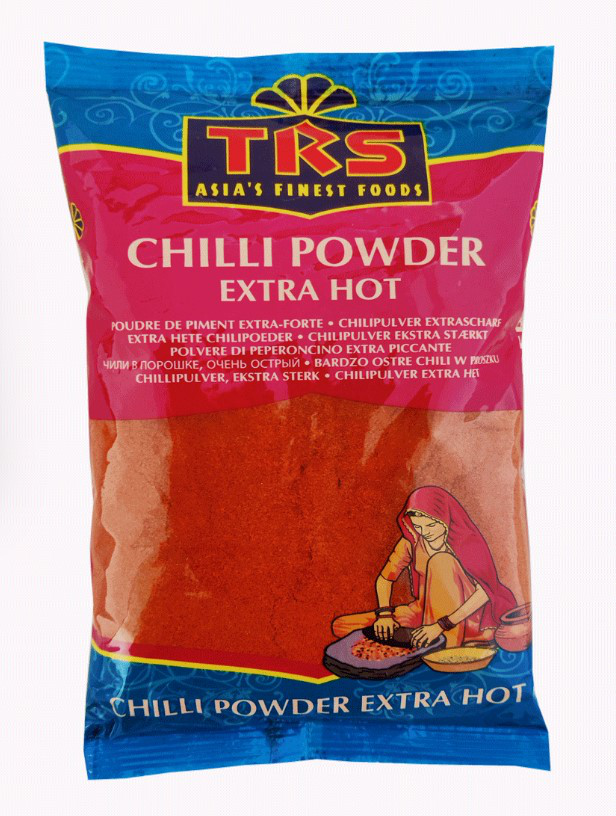 TRS
ASIA'S FINEST FOODS
CHILLI POWDER
EXTRA HOT
POUDRE DE PIMENT EXTRA-FORTE • CHILIPULVER EXTRASCHARF
EXTRA HETE CHILIPOEDER • CHILIPULVER EKSTRA STÆRKT
POLVERE DI PEPERONCINO EXTRA PICCANTE
ЧИЛИ В ПОРОШКЕ, ОЧЕНЬ ОСТРЫЙ • BARDZO OSTRE CHILI W PROSZKU
CHILLIPULVER, EKSTRA STERK • CHILIPULVER EXTRA HET
CHILLI POWDER EXTRA HOT